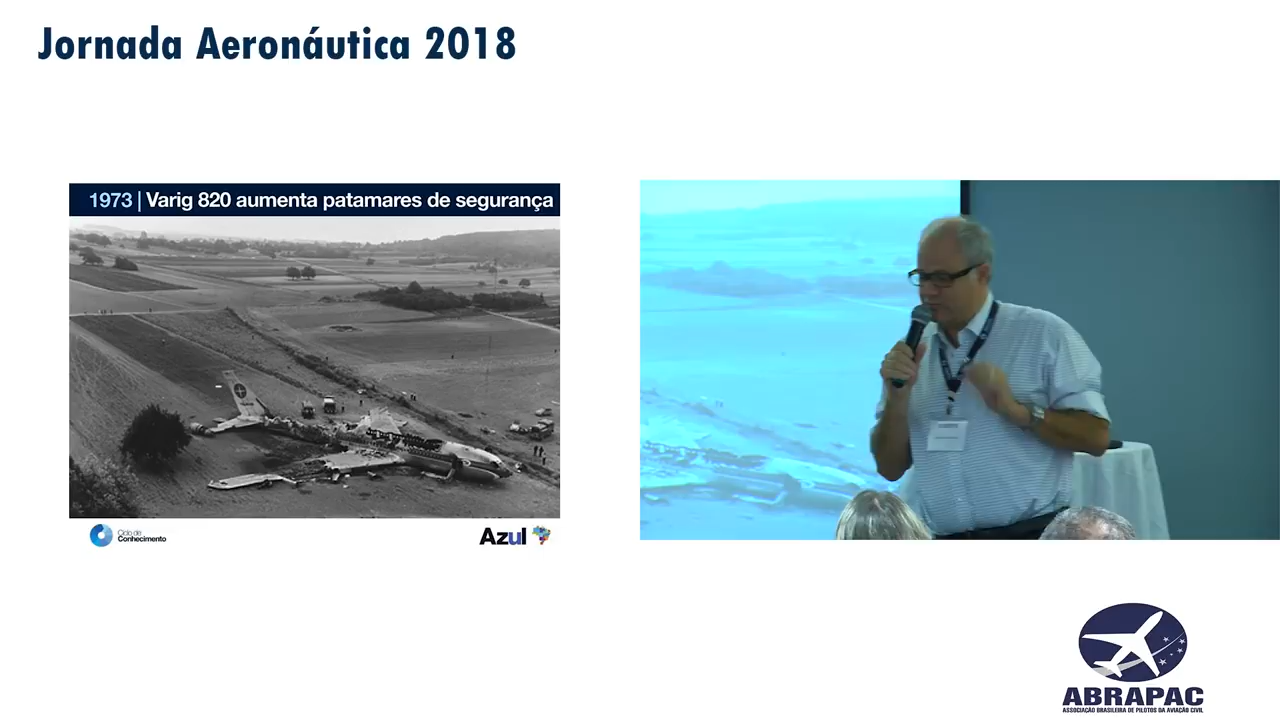 Jornada Aeronáutica 2018
1973 | Varig 820 aumenta patamares de segurança
Ciclo de
Conhecimento
Azul
ABRAPAC
ASSOCIAÇÃO BRASILEIRA DE PILOTOS DA AVIAÇÃO CIVIL